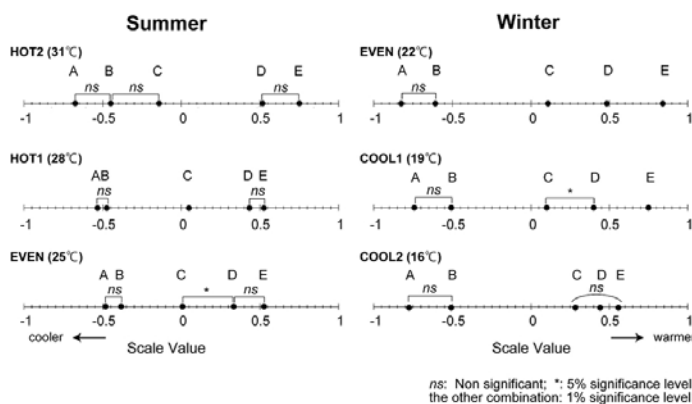 Summer
HOT2 (31℃)
A B C D E
ns ns ns
-1 -0.5 0 0.5 1
HOT1 (28℃)
A B C D E
ns ns
-1 -0.5 0 0.5 1
EVEN (25℃)
A B C D E
ns * ns
-1 -0.5 0 0.5 1
cooler
Scale Value
Winter
EVEN (22℃)
A B C D E
ns
-1 -0.5 0 0.5 1
COOL1 (19℃)
A B C D E
ns *
-1 -0.5 0 0.5 1
COOL2 (16℃)
A B C D E
ns ns
-1 -0.5 0 0.5 1
Scale Value
warme
ns: Non significant; *: 5% significance level
the other combination: 1% significance level